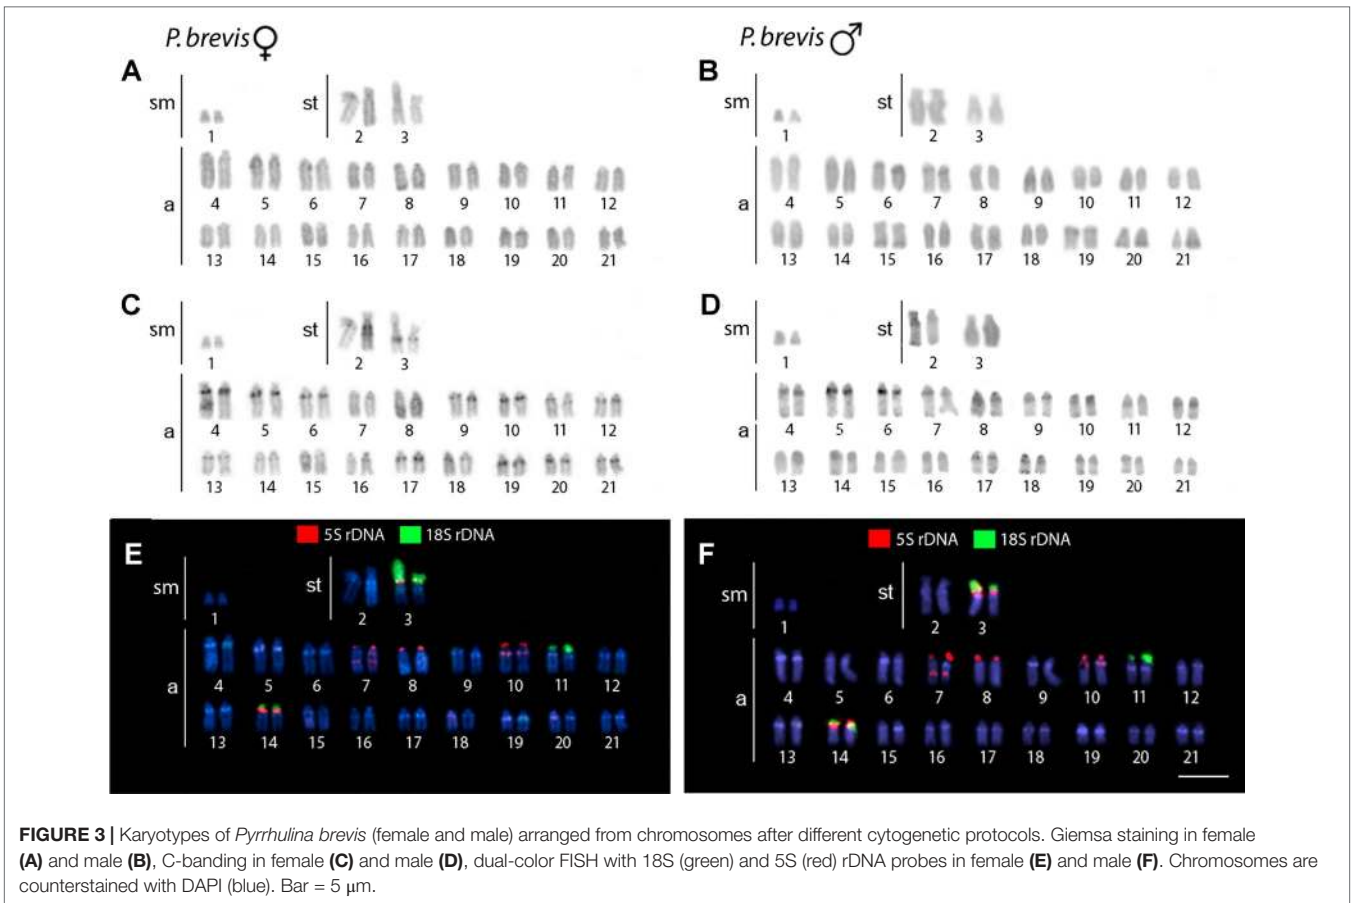 P. brevis ♀
A
sm
st
1
2
3
a
4 5 6 7 8 9 10 11 12
13 14 15 16 17 18 19 20 21
P. brevis ♂
B
sm
st
1
2
3
a
4 5 6 7 8 9 10 11 12
13 14 15 16 17 18 19 20 21
C
sm
st
1
2
3
a
4 5 6 7 8 9 10 11 12
13 14 15 16 17 18 19 20 21
D
sm
st
1
2
3
a
4 5 6 7 8 9 10 11 12
13 14 15 16 17 18 19 20 21
5S rDNA 18S rDNA
E
sm
st
1
2
3
a
4 5 6 7 8 9 10 11 12
13 14 15 16 17 18 19 20 21
5S rDNA 18S rDNA
F
sm
st
1
2
3
a
4 5 6 7 8 9 10 11 12
13 14 15 16 17 18 19 20 21
FIGURE 3 | Karyotypes of Pyrrhulina brevis (female and male) arranged from chromosomes after different cytogenetic protocols. Giemsa staining in female
(A) and male (B), C-banding in female (C) and male (D), dual-color FISH with 18S (green) and 5S (red) rDNA probes in female (E) and male (F). Chromosomes are
counterstained with DAPI (blue). Bar = 5 μm.